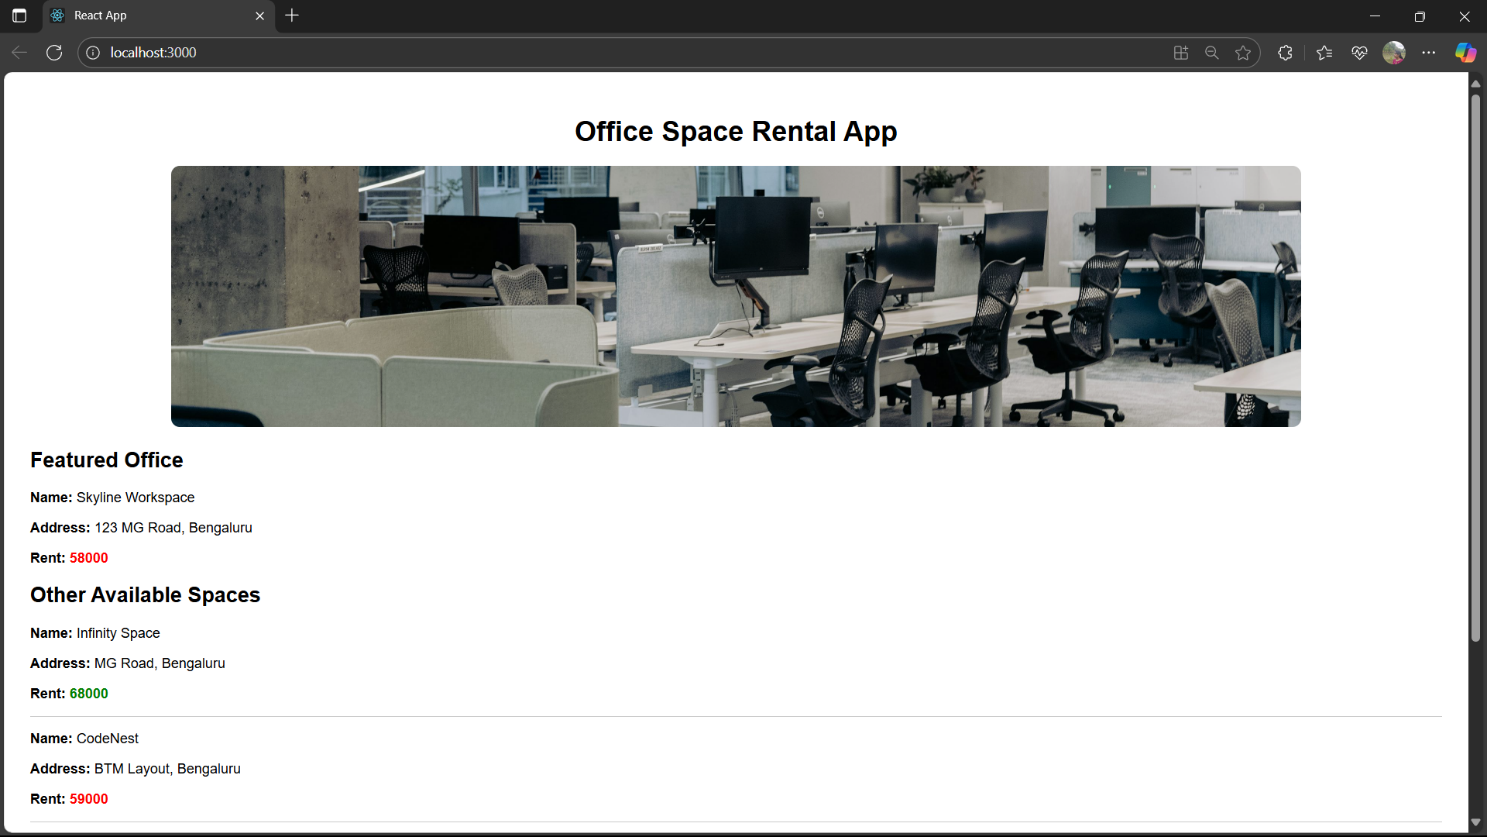 React App
localhost:3000
Office Space Rental App
Featured Office
Name: Skyline Workspace
Address: 123 MG Road, Bengaluru
Rent: 58000
Other Available Spaces
Name: Infinity Space
Address: MG Road, Bengaluru
Rent: 68000
Name: CodeNest
Address: BTM Layout, Bengaluru
Rent: 59000